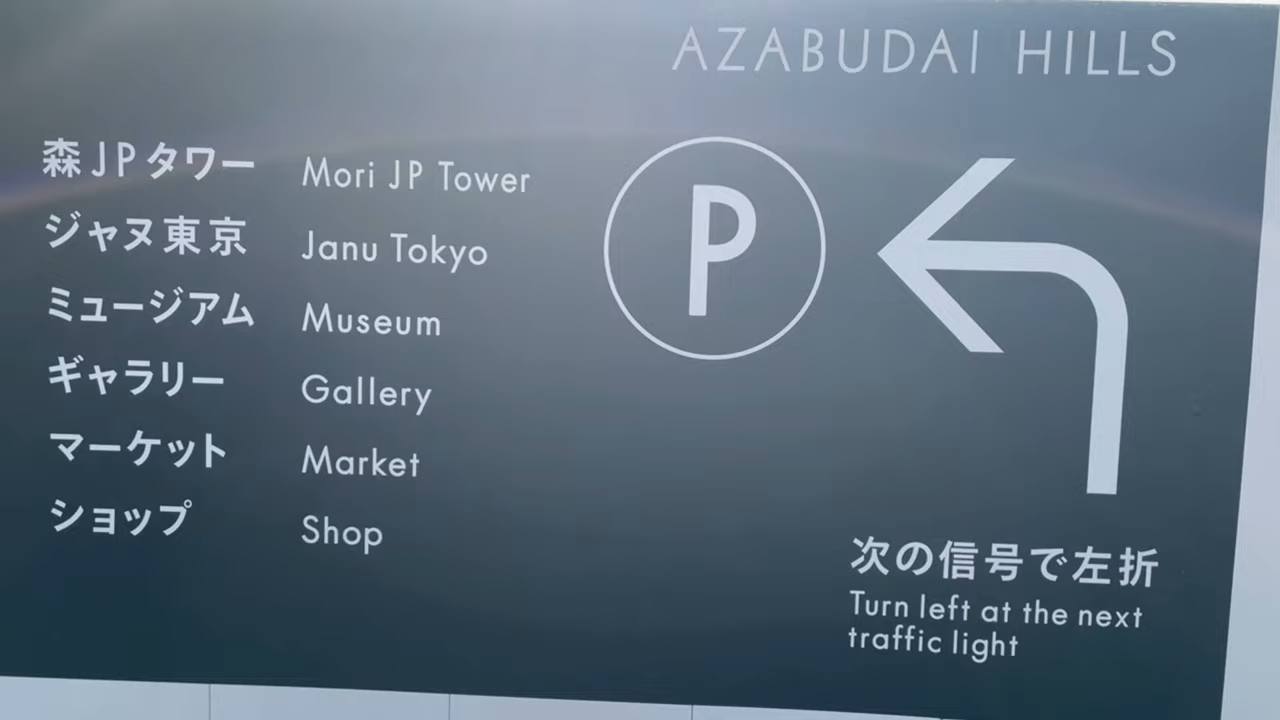 AZABUDAI HILLS
森JPタワー Mori JP Tower
ジャヌ東京 Janu Tokyo
ミュージアム Museum
ギャラリー Gallery
マーケット Market
ショップ Shop
P
次の信号で左折
Turn left at the next
traffic light